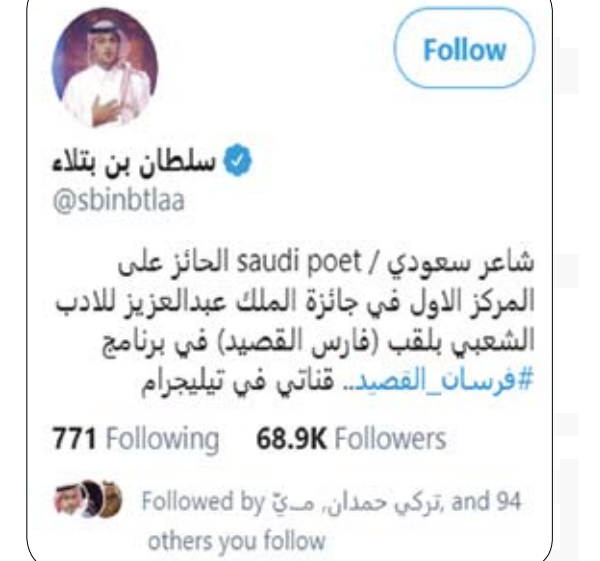 Follow
سلطان بن بتلاء
@sbinbtlaa
شاعر سعودي / saudi poet الحائز على
المركز الاول في جائزة الملك عبدالعزيز للادب
الشعبي بلقب (فارس القصيد) في برنامج
#فرسان_القصيد.. قناتي في تيليجرام
771 Following 68.9K Followers
Followed by تركي حمدان, مــيّ, and 94
others you follow